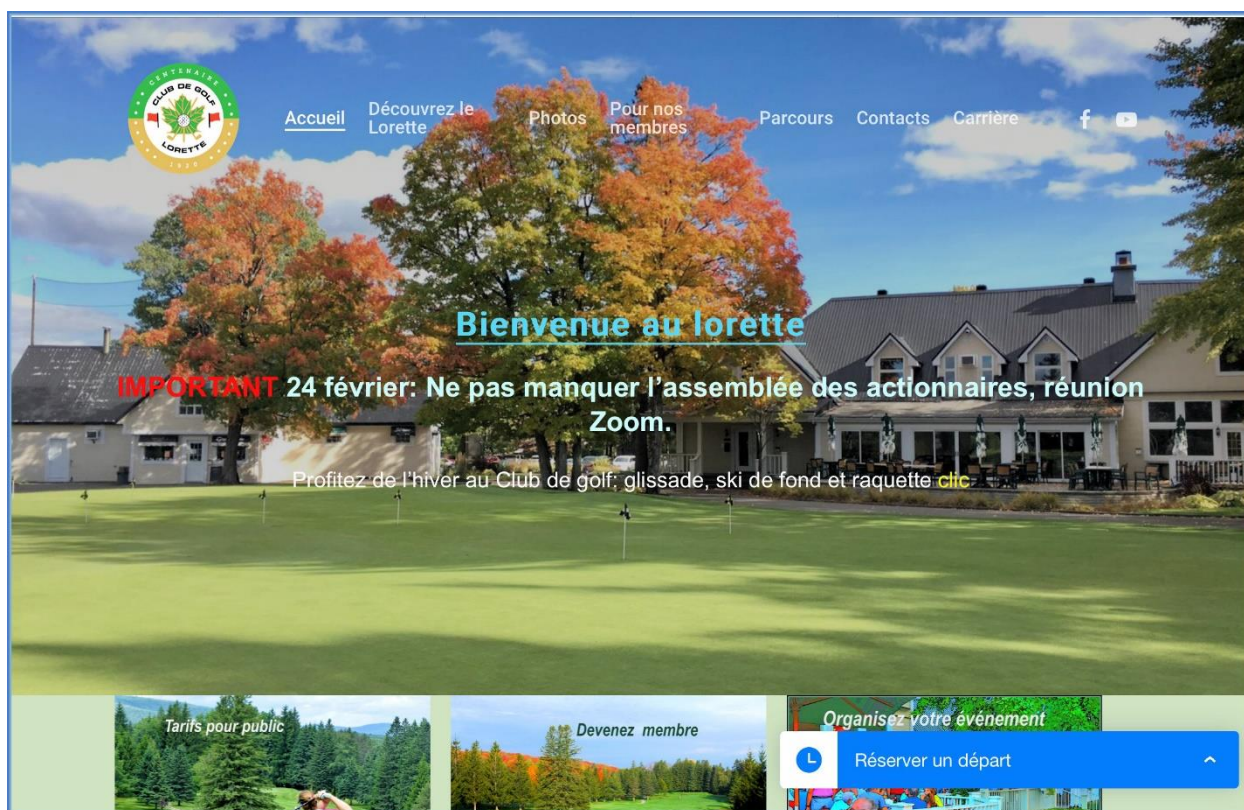 CENTENAIRE
CLUB DE GOLF
LORETTE
Accueil
Découvrez le
Lorette
Photos
Pour nos
membres
Parcours
Contacts
Carrière
Bienvenue au lorette
IMPORTANT 24 février: Ne pas manquer l'assemblée des actionnaires, réunion
Zoom.
Profitez de l'hiver au Club de golf; glissade, ski de fond et raquette clic
Tarifs pour public
Devenez membre
Organisez votre événement
Réserver un départ